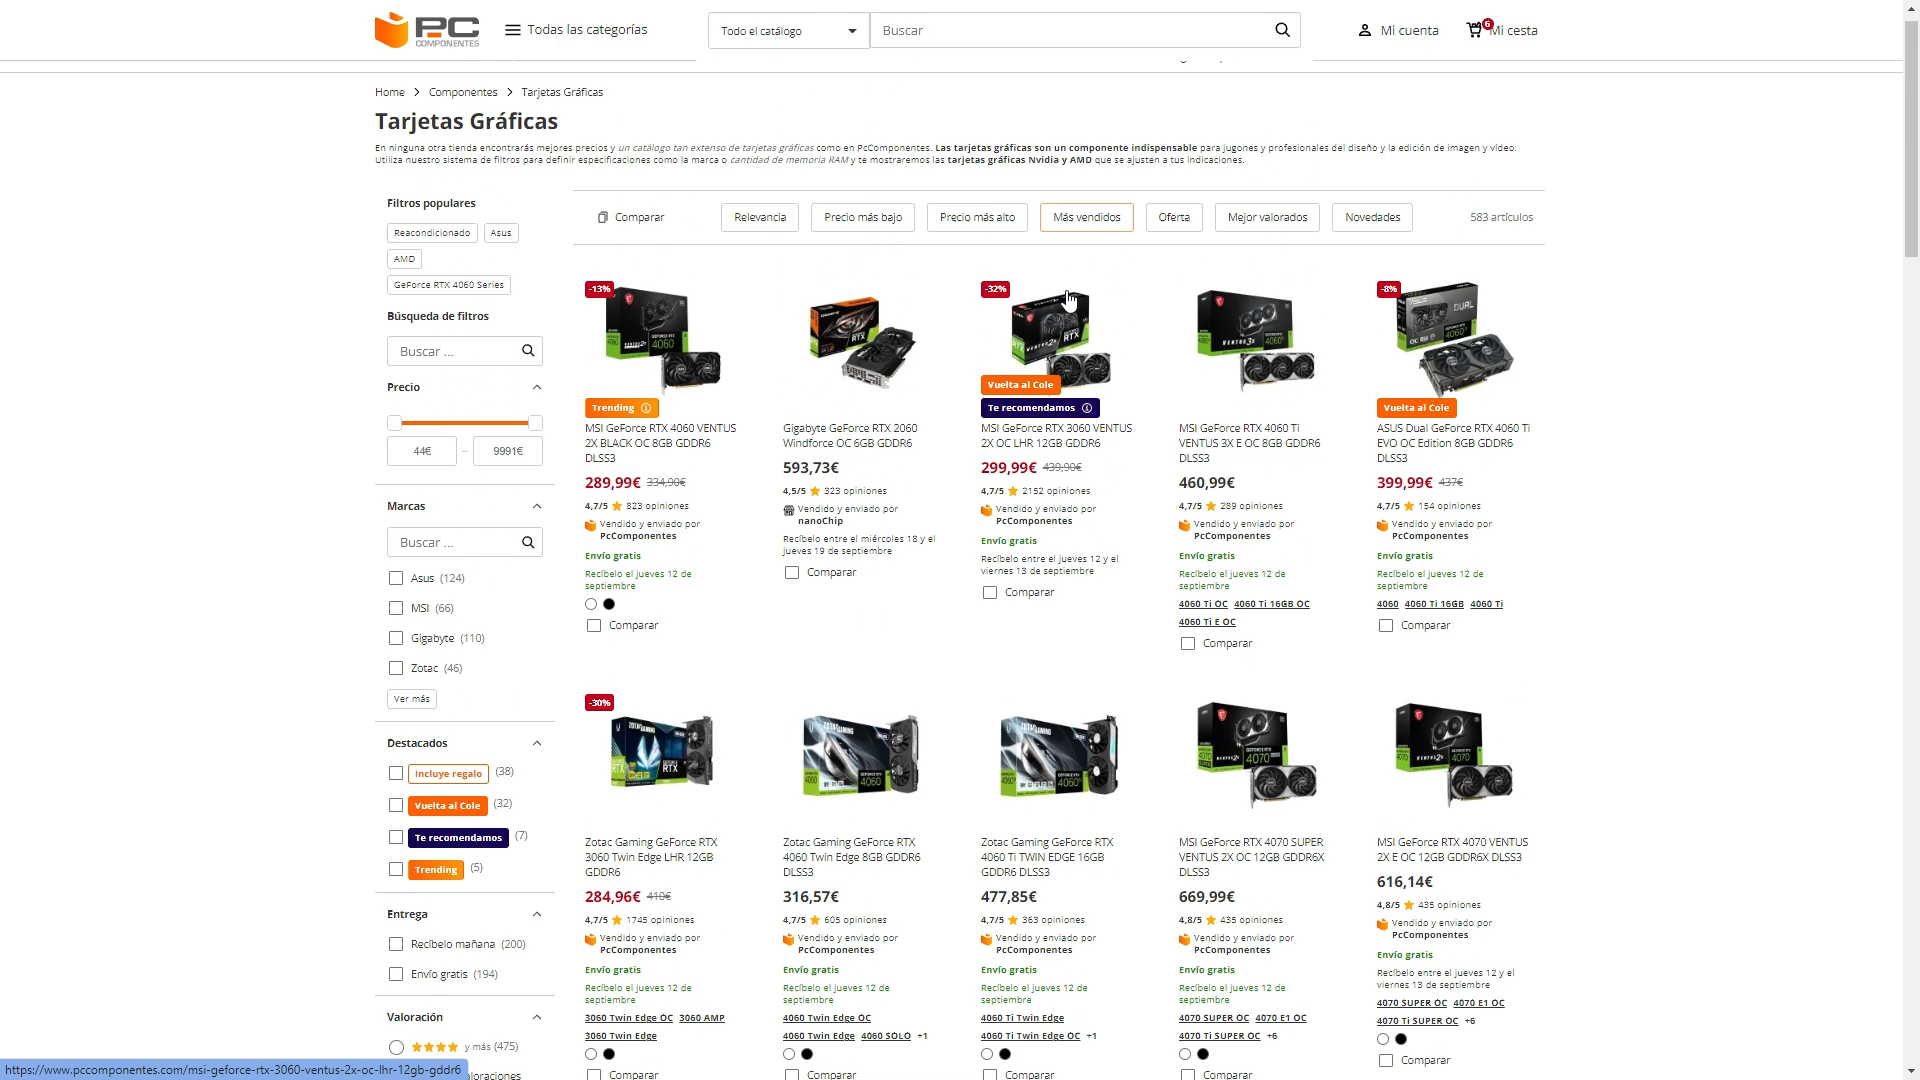 PC
COMPONENTES
Todas las categorías
Todo el catálogo
Buscar
Mi cuenta
6
Mi cesta
Home > Componentes > Tarjetas Gráficas
Tarjetas Gráficas
En ninguna otra tienda encontrarás mejores precios y un catálogo tan extenso de tarjetas gráficas como en PcComponentes. Las tarjetas gráficas son un componente indispensable para jugones y profesionales del diseño y la edición de imagen y vídeo.
Utiliza nuestro sistema de filtros para definir especificaciones como la marca o cantidad de memoria RAM y te mostraremos las tarjetas gráficas Nvidia y AMD que se ajusten a tus indicaciones.
Filtros populares
Reacondicionado Asus
AMD
GeForce RTX 4060 Series
Búsqueda de filtros
Buscar ...
Precio
44€ – 9991€
Marcas
Buscar ...
Asus (124)
MSI (66)
Gigabyte (110)
Zotac (46)
Ver más
Destacados
Incluye regalo (38)
Vuelta al Cole (32)
Te recomendamos (7)
Trending (5)
Entrega
Recíbelo mañana (200)
Envío gratis (194)
Valoración
y más (475)
Comparar
Relevancia
Precio más bajo
Precio más alto
Más vendidos
Oferta
Mejor valorados
Novedades
583 artículos
-13%
Trending
MSI GeForce RTX 4060 VENTUS
2X BLACK OC 8GB GDDR6
DLSS3
289,99€ 334,90€
4,7/5 823 opiniones
Vendido y enviado por
PcComponentes
Envío gratis
Recíbelo el jueves 12 de
septiembre
Comparar
Gigabyte GeForce RTX 2060
Windforce OC 6GB GDDR6
593,73€
4,5/5 323 opiniones
Vendido y enviado por
nanoChip
Recíbelo entre el miércoles 18 y el
jueves 19 de septiembre
Comparar
-32%
Vuelta al Cole
Te recomendamos
MSI GeForce RTX 3060 VENTUS
2X OC LHR 12GB GDDR6
299,99€ 439,90€
4,7/5 2152 opiniones
Vendido y enviado por
PcComponentes
Envío gratis
Recíbelo entre el jueves 12 y el
viernes 13 de septiembre
Comparar
MSI GeForce RTX 4060 Ti
VENTUS 3X E OC 8GB GDDR6
DLSS3
460,99€
4,7/5 289 opiniones
Vendido y enviado por
PcComponentes
Envío gratis
Recíbelo el jueves 12 de
septiembre
4060 Ti OC 4060 Ti 16GB OC
4060 Ti E OC
Comparar
-8%
Vuelta al Cole
ASUS Dual GeForce RTX 4060 Ti
EVO OC Edition 8GB GDDR6
DLSS3
399,99€ 437€
4,7/5 154 opiniones
Vendido y enviado por
PcComponentes
Envío gratis
Recíbelo el jueves 12 de
septiembre
4060 4060 Ti 16GB 4060 Ti
Comparar
-30%
Zotac Gaming GeForce RTX
3060 Twin Edge LHR 12GB
GDDR6
284,96€ 410€
4,7/5 1745 opiniones
Vendido y enviado por
PcComponentes
Envío gratis
Recíbelo el jueves 12 de
septiembre
3060 Twin Edge OC 3060 AMP
3060 Twin Edge
Comparar
Zotac Gaming GeForce RTX
4060 Twin Edge 8GB GDDR6
DLSS3
316,57€
4,7/5 605 opiniones
Vendido y enviado por
PcComponentes
Envío gratis
Recíbelo el jueves 12 de
septiembre
4060 Twin Edge OC
4060 Twin Edge 4060 SOLO +1
Comparar
Zotac Gaming GeForce RTX
4060 Ti TWIN EDGE 16GB
GDDR6 DLSS3
477,85€
4,7/5 363 opiniones
Vendido y enviado por
PcComponentes
Envío gratis
Recíbelo el jueves 12 de
septiembre
4060 Ti Twin Edge
4060 Ti Twin Edge OC +1
Comparar
MSI GeForce RTX 4070 SUPER
VENTUS 2X OC 12GB GDDR6X
DLSS3
669,99€
4,8/5 435 opiniones
Vendido y enviado por
PcComponentes
Envío gratis
Recíbelo el jueves 12 de
septiembre
4070 SUPER OC 4070 E1 OC
4070 Ti SUPER OC +6
Comparar
MSI GeForce RTX 4070 VENTUS
2X E OC 12GB GDDR6X DLSS3
616,14€
4,8/5 435 opiniones
Vendido y enviado por
PcComponentes
Envío gratis
Recíbelo entre el jueves 12 y el
viernes 13 de septiembre
4070 SUPER OC 4070 E1 OC
4070 Ti SUPER OC +6
Comparar
https://www.pccomponentes.com/msi-geforce-rtx-3060-ventus-2x-oc-lhr-12gb-gddr6